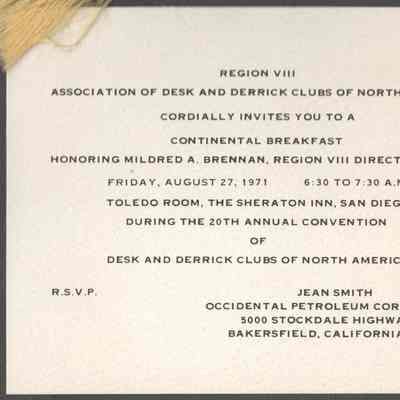 REGION VIII
ASSOCIATION OF DESK AND DERRICK CLUBS OF NORTH
CORDIALLY INVITES YOU TO A
CONTINENTAL BREAKFAST
HONORING MILDRED A. BRENNAN, REGION VIII DIRECT
FRIDAY, AUGUST 27, 1971 6:30 TO 7:30 A.M
TOLEDO ROOM, THE SHERATON INN, SAN DIEG
DURING THE 20TH ANNUAL CONVENTION
OF
DESK AND DERRICK CLUBS OF NORTH AMERIC
R.S.V.P. JEAN SMITH
OCCIDENTAL PETROLEUM COR
5000 STOCKDALE HIGHWA
BAKERSFIELD, CALIFORNIA